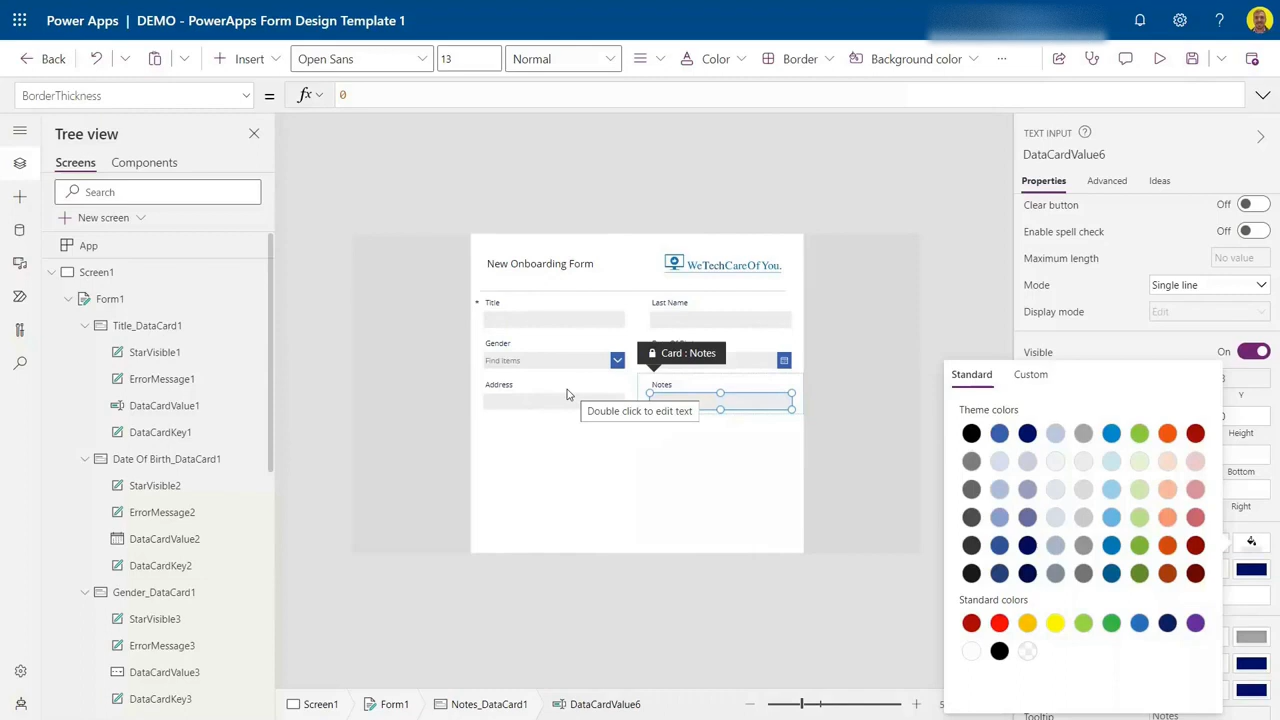 Power Apps | DEMO - PowerApps Form Design Template 1
Back
Insert
Open Sans
13
Normal
Color
Border
Background color
BorderThickness
=
fx
0
Tree view
Screens
Components
Search
New screen
App
Screen1
Form1
Title_DataCard1
StarVisible1
ErrorMessage1
DataCardValue1
DataCardKey1
Date Of Birth_DataCard1
StarVisible2
ErrorMessage2
DataCardValue2
DataCardKey2
Gender_DataCard1
StarVisible3
ErrorMessage3
DataCardValue3
DataCardKey3
New Onboarding Form
WeTechCareOf You.
* Title
Last Name
Gender
Find items
Card : Notes
Address
Notes
Double click to edit text
Screen1
Form1
Notes_DataCard1
DataCardValue6
TEXT INPUT
DataCardValue6
Properties
Advanced
Ideas
Clear button
Off
Enable spell check
Off
Maximum length
No value
Mode
Single line
Display mode
Edit
Visible
On
Y
Height
Bottom
Right
Standard
Custom
Theme colors
Standard colors
Tooltip
Notes